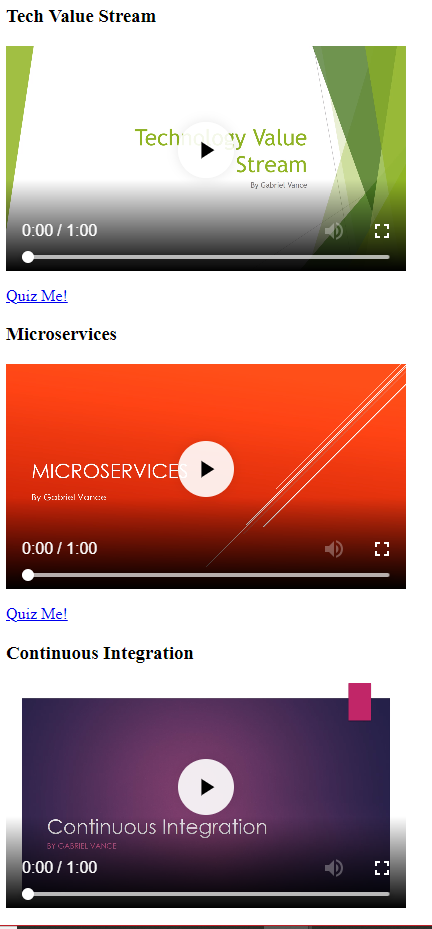 Tech Value Stream
Technology Value
Stream
By Gabriel Vance
0:00 / 1:00
Quiz Me!
Microservices
MICROSERVICES
By Gabriel Vance
0:00 / 1:00
Quiz Me!
Continuous Integration
Continuous Integration
BY GABRIEL VANCE
0:00 / 1:00